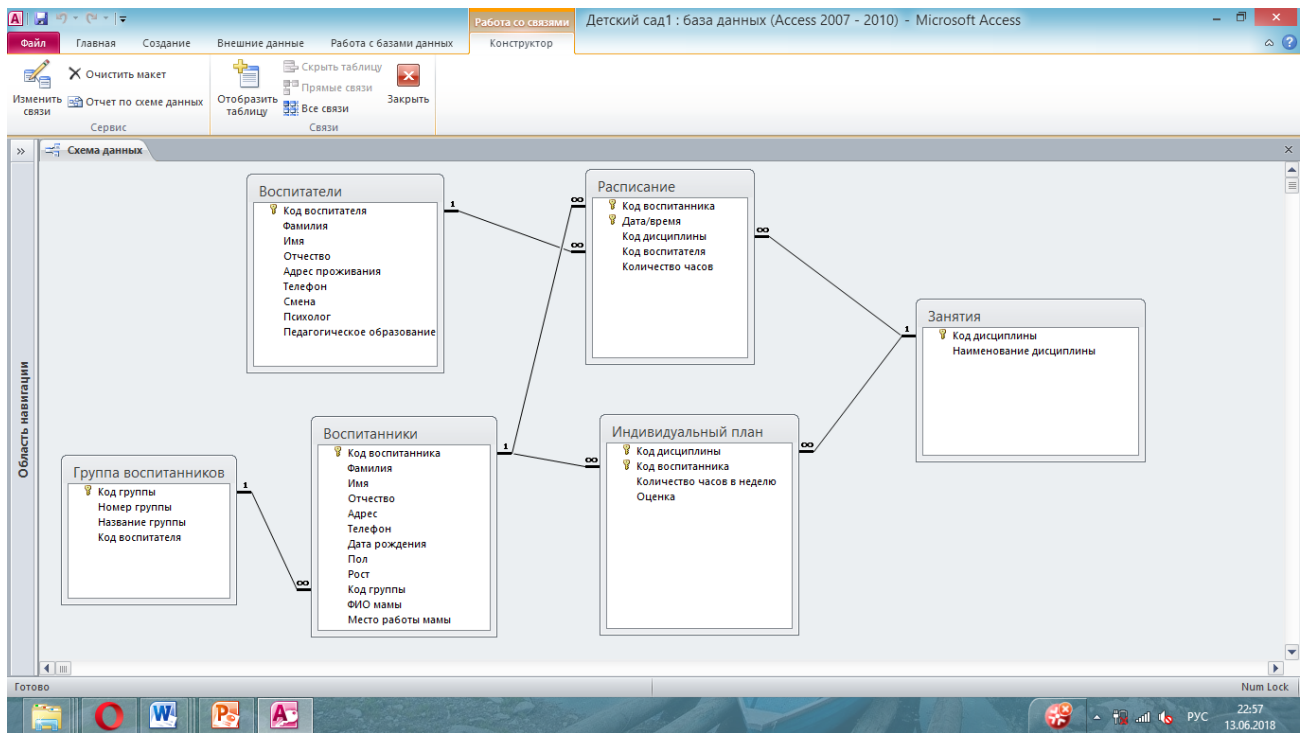 Работа со связями
Детский сад1 : база данных (Access 2007 - 2010) - Microsoft Access
Файл Главная Создание Внешние данные Работа с базами данных Конструктор
Изменить связи
Очистить макет
Отчет по схеме данных
Сервис
Отобразить таблицу
Скрыть таблицу
Прямые связи
Все связи
Закрыть
Связи
Схема данных
Область навигации
Воспитатели
Код воспитателя
Фамилия
Имя
Отчество
Адрес проживания
Телефон
Смена
Психолог
Педагогическое образование
1
∞
∞
Расписание
Код воспитанника
Дата/время
Код дисциплины
Код воспитателя
Количество часов
∞
1
Занятия
Код дисциплины
Наименование дисциплины
Группа воспитанников
Код группы
Номер группы
Название группы
Код воспитателя
1
∞
Воспитанники
Код воспитанника
Фамилия
Имя
Отчество
Адрес
Телефон
Дата рождения
Пол
Рост
Код группы
ФИО мамы
Место работы мамы
1
∞
Индивидуальный план
Код дисциплины
Код воспитанника
Количество часов в неделю
Оценка
∞
Готово
Num Lock
РУС
22:57
13.06.2018